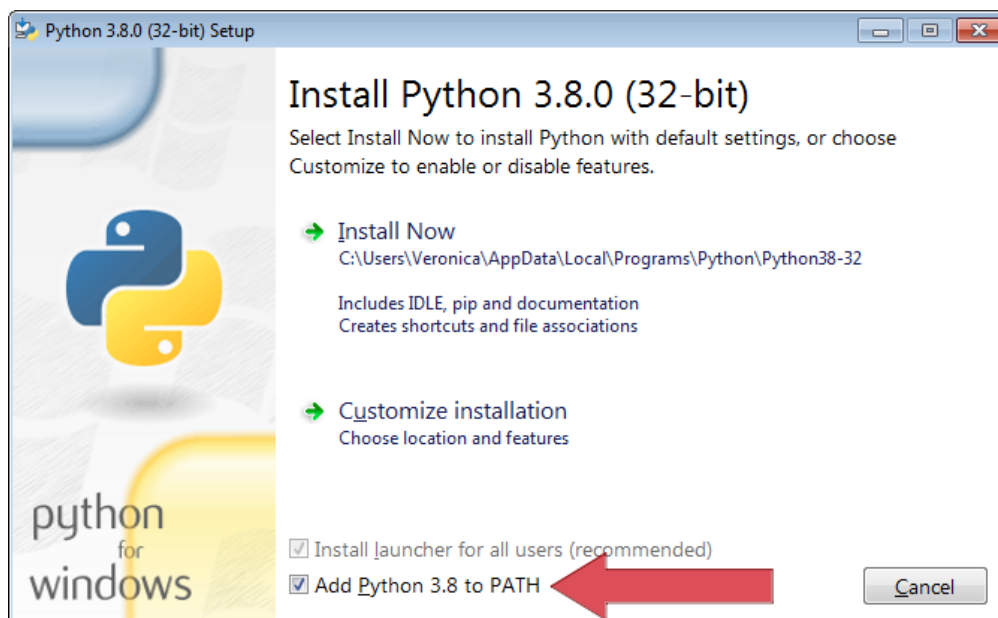 Python 3.8.0 (32-bit) Setup
Install Python 3.8.0 (32-bit)
Select Install Now to install Python with default settings, or choose
Customize to enable or disable features.
Install Now
C:\Users\Veronica\AppData\Local\Programs\Python\Python38-32
Includes IDLE, pip and documentation
Creates shortcuts and file associations
Customize installation
Choose location and features
python
for
windows
Install launcher for all users (recommended)
Add Python 3.8 to PATH
Cancel